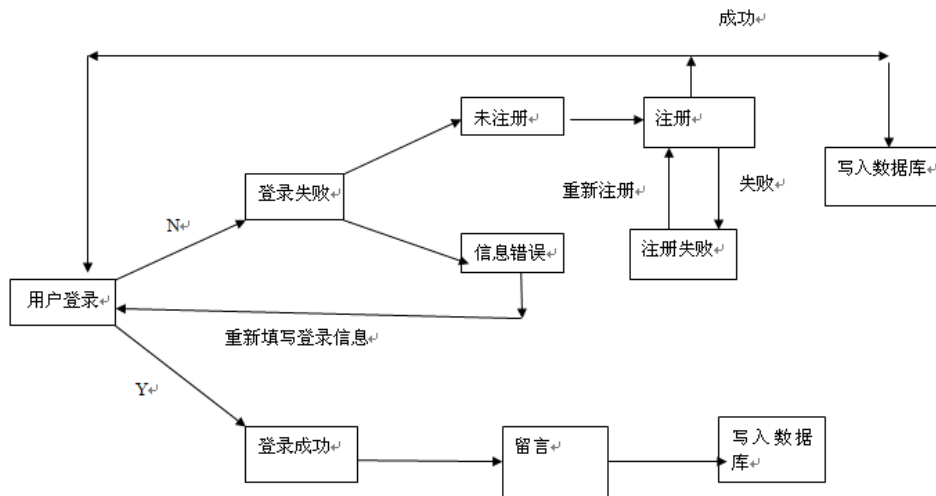 成功
未注册
注册
写入数据库
登录失败
重新注册
失败
N
信息错误
注册失败
用户登录
重新填写登录信息
Y
登录成功
留言
写入数据
库